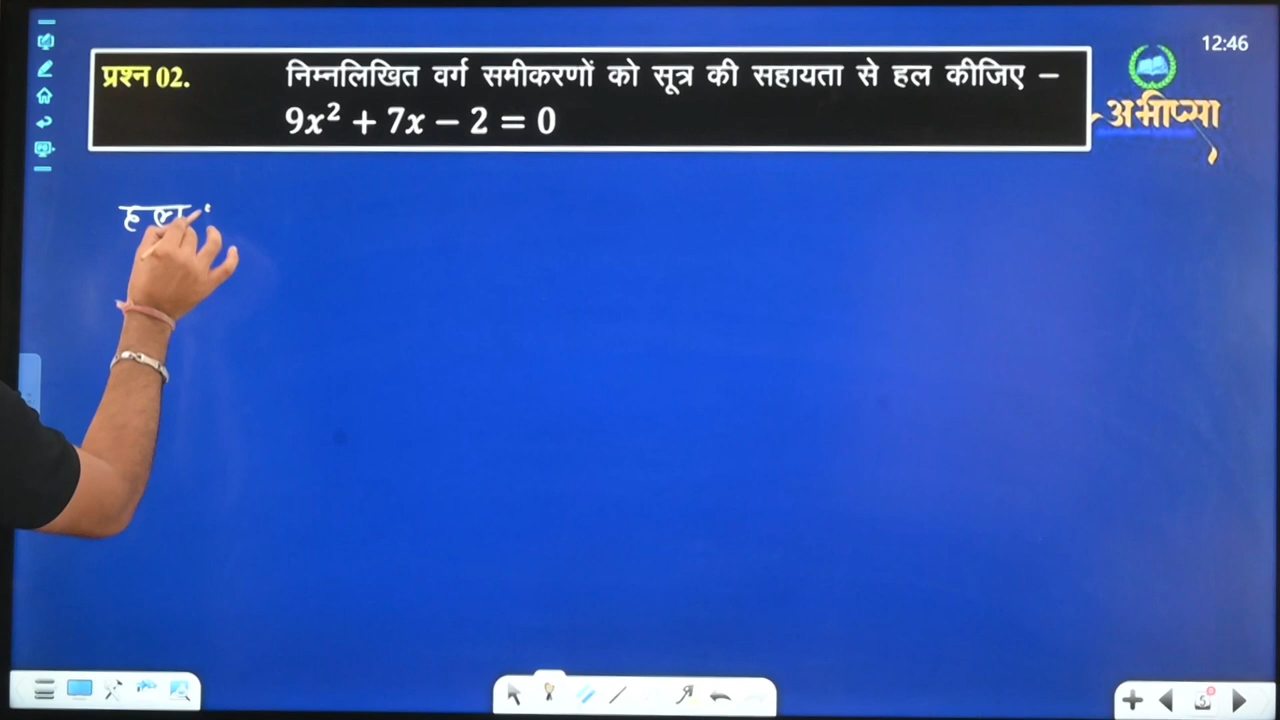 12:46
प्रश्न 02. निम्नलिखित वर्ग समीकरणों को सूत्र की सहायता से हल कीजिए –
9x² + 7x − 2 = 0
अभीप्सा
हल